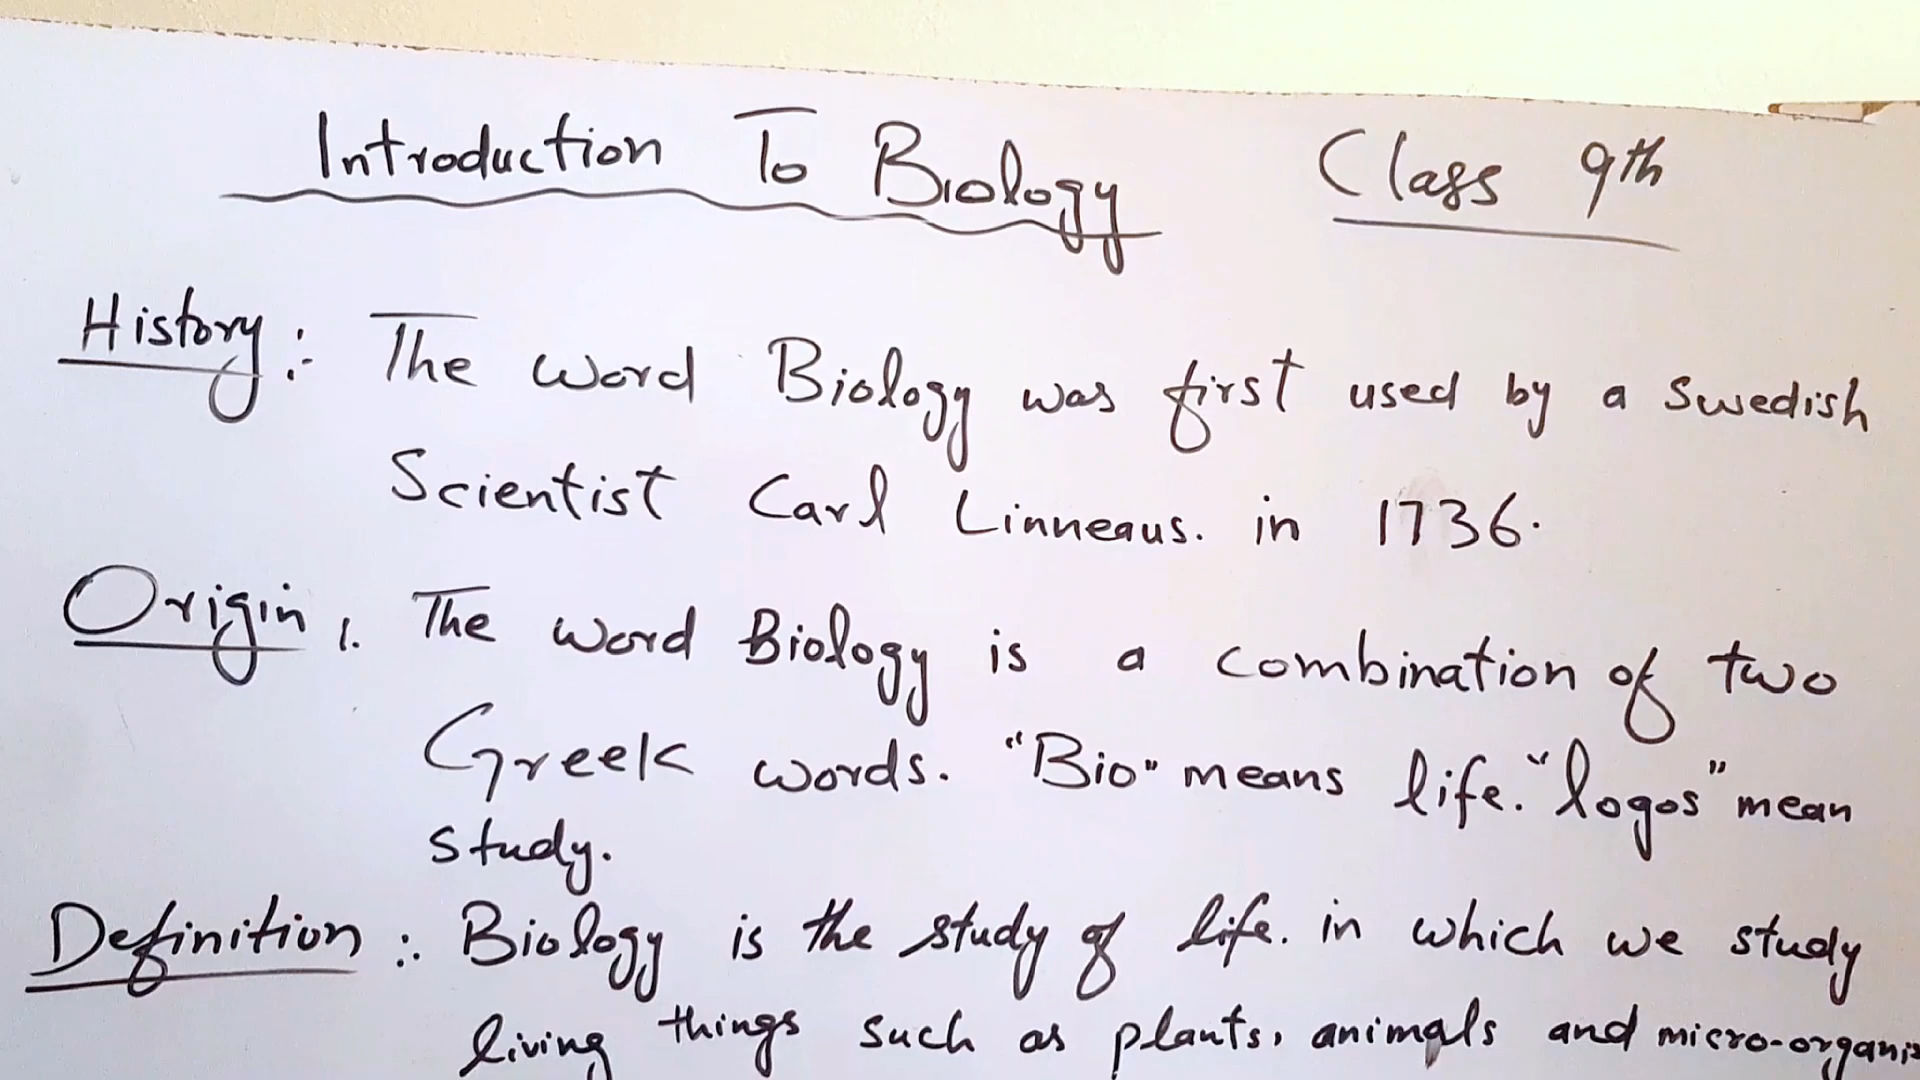 Introduction To Biology Class 9th
History:- The word Biology was first used by a Swedish
Scientist Carl Linneaus. in 1736.
Origin:. The word Biology is a combination of two
Greek words. "Bio" means life. "logos" mean
study.
Definition:. Biology is the study of life. in which we study
living things such as plants, animals and micro-organis